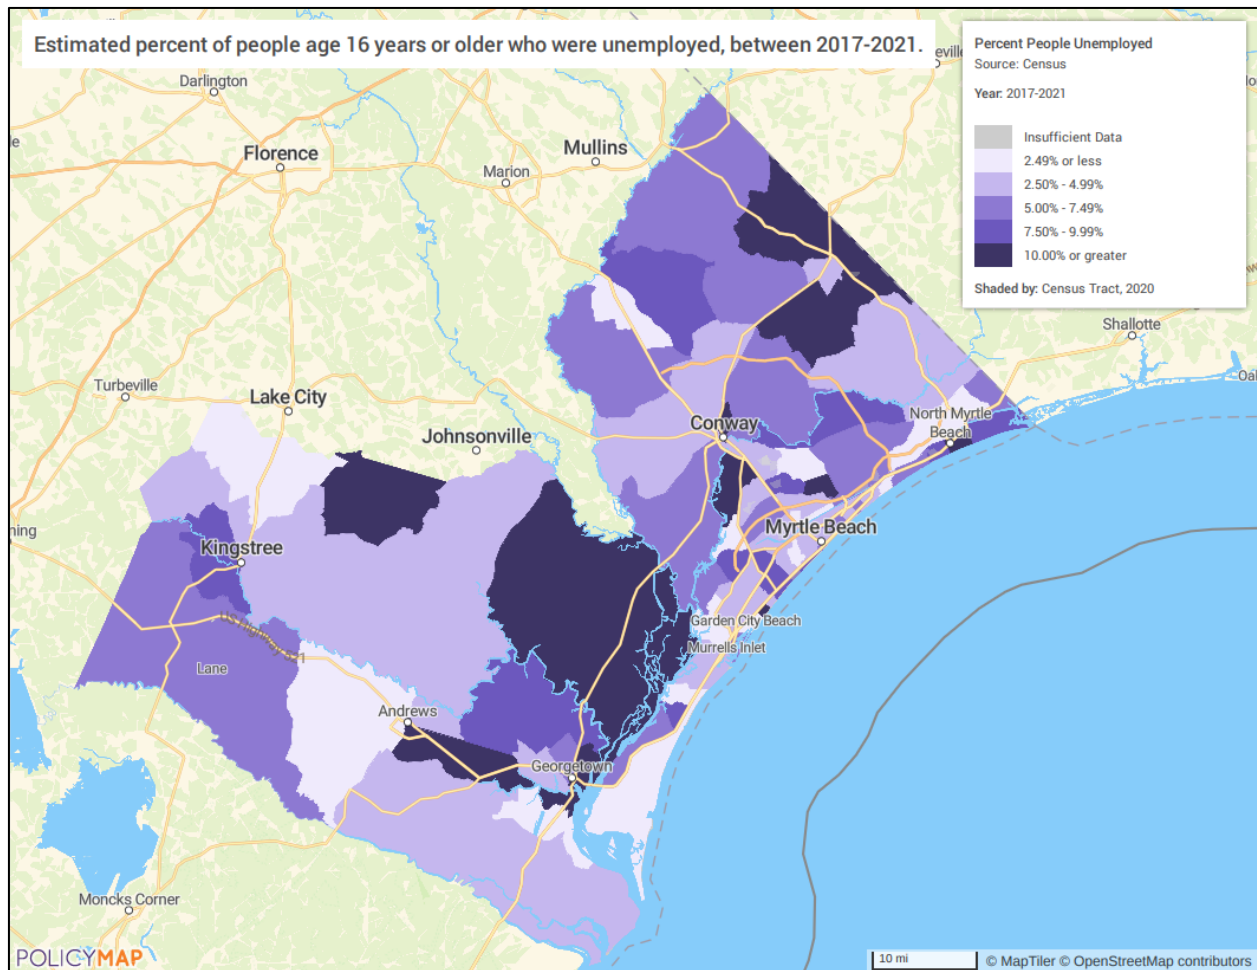 Estimated percent of people age 16 years or older who were unemployed, between 2017-2021.
Percent People Unemployed
Source: Census
Year: 2017-2021
Insufficient Data
2.49% or less
2.50% - 4.99%
5.00% - 7.49%
7.50% - 9.99%
10.00% or greater
Shaded by: Census Tract, 2020
Darlington
Florence
Mullins
Marion
Shallotte
Turbeville
Lake City
Johnsonville
Conway
North Myrtle
Beach
Myrtle Beach
Kingstree
US Highway 521
Garden City Beach
Murrells Inlet
Lane
Andrews
Georgetown
Moncks Corner
POLICYMAP
10 mi
© MapTiler © OpenStreetMap contributors